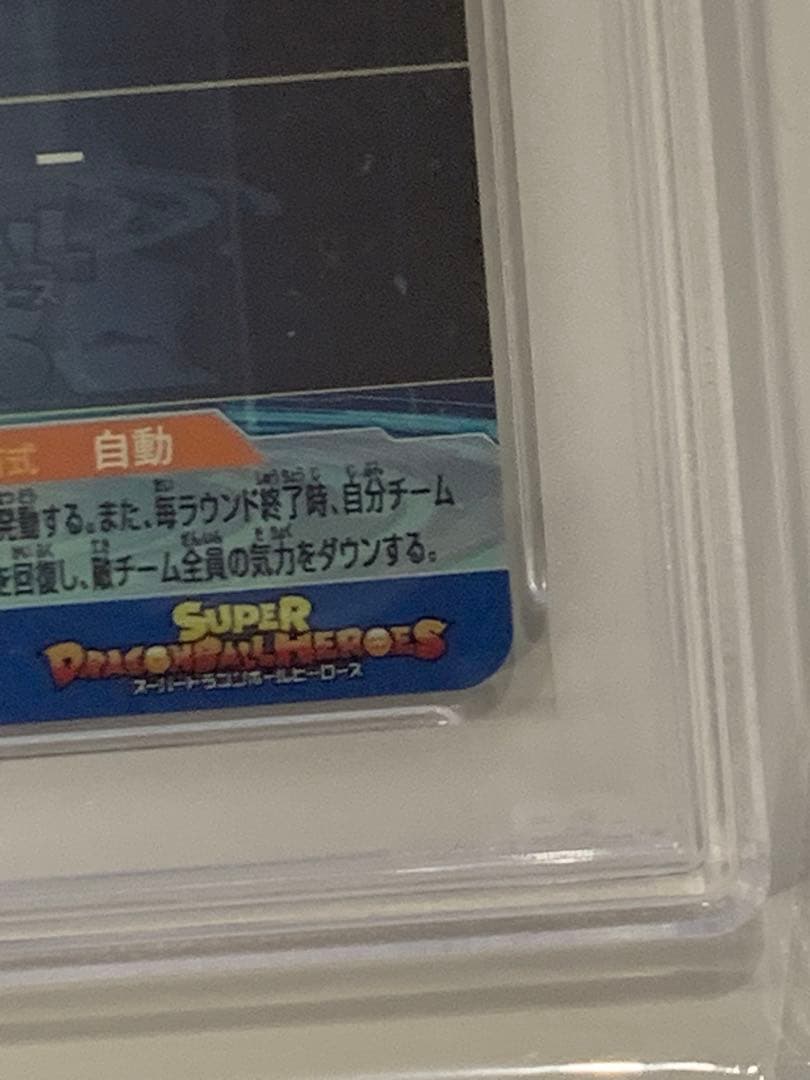 式 自動
発動する。また、毎ラウンド終了時、自分チーム
を回復し、敵チーム全員の気力をダウンする。
SUPER
DRAGONBALL HEROES
スーパードラゴンボールヒーローズ